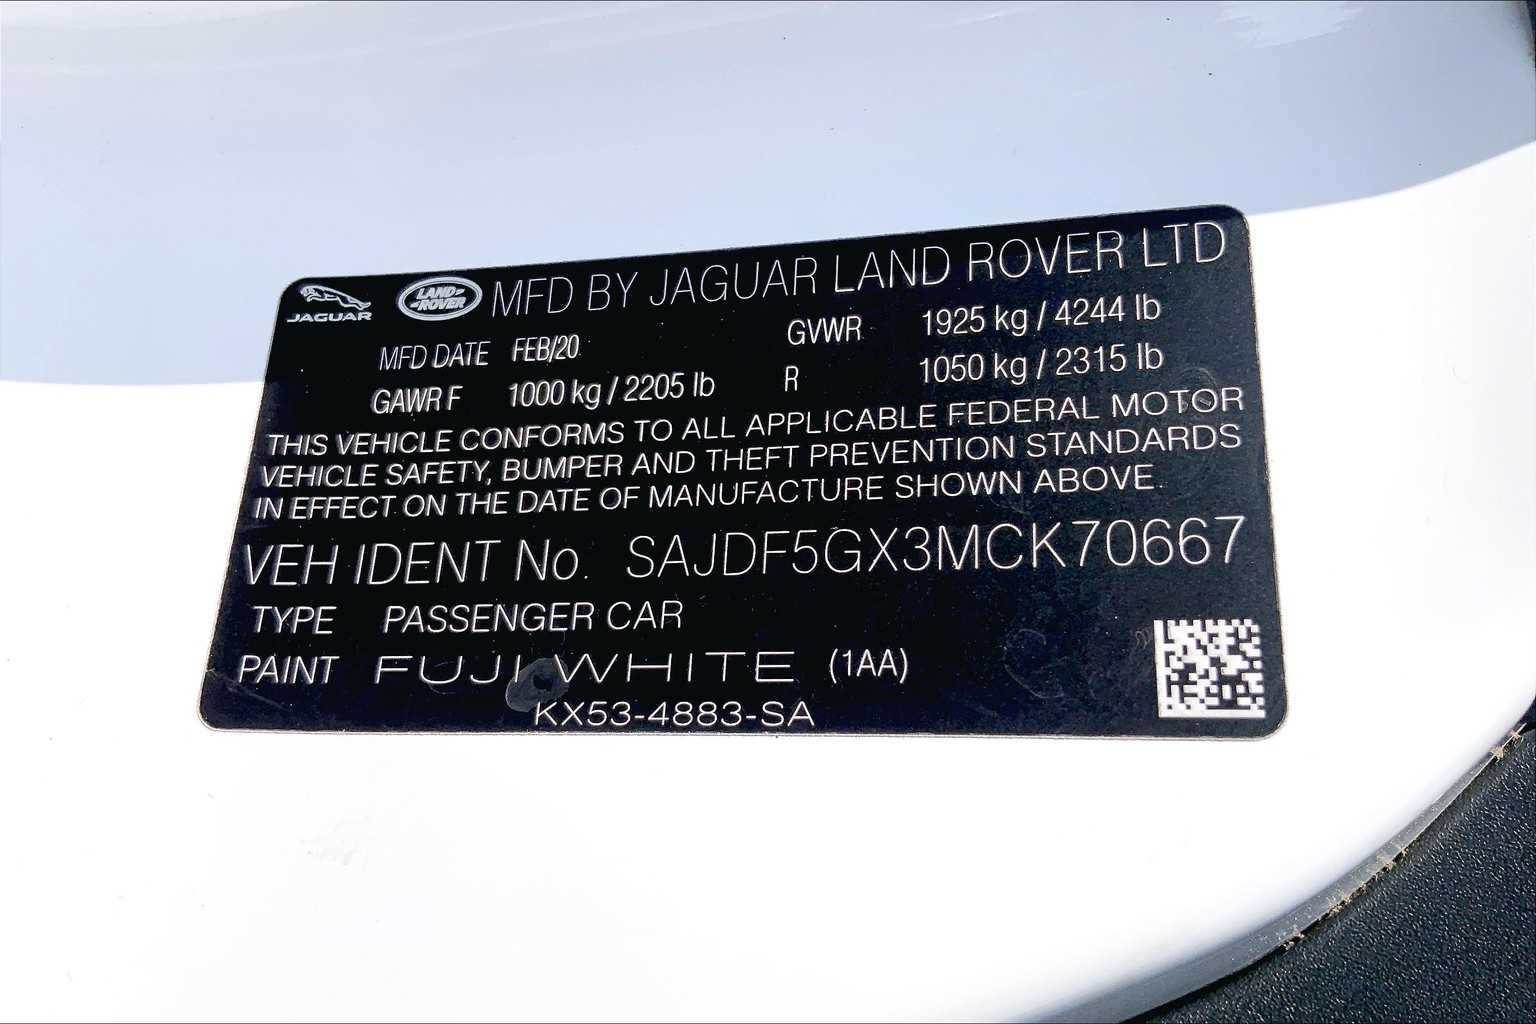 JAGUAR LAND ROVER MFD BY JAGUAR LAND ROVER LTD
MFD DATE FEB/20 GVWR 1925 kg / 4244 lb
GAWR F 1000 kg / 2205 lb R 1050 kg / 2315 lb
THIS VEHICLE CONFORMS TO ALL APPLICABLE FEDERAL MOTOR
VEHICLE SAFETY, BUMPER AND THEFT PREVENTION STANDARDS
IN EFFECT ON THE DATE OF MANUFACTURE SHOWN ABOVE.
VEH IDENT No. SAJDF5GX3MCK70667
TYPE PASSENGER CAR
PAINT FUJI WHITE (1AA)
KX53-4883-SA